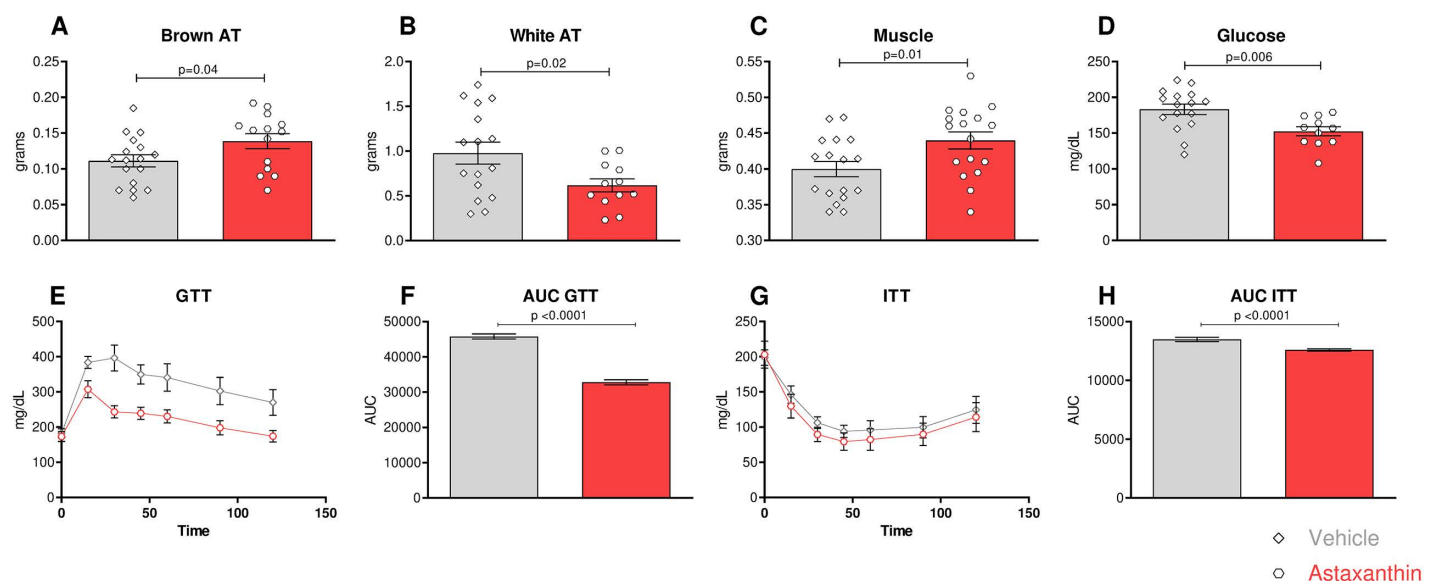 A
Brown AT
p=0.04
grams
0.25
0.20
0.15
0.10
0.05
0.00
B
White AT
p=0.02
grams
2.0
1.5
1.0
0.5
0.0
C
Muscle
p=0.01
grams
0.55
0.50
0.45
0.40
0.35
0.30
D
Glucose
p=0.006
mg/dL
250
200
150
100
50
0
E
GTT
mg/dL
500
400
300
200
100
0
0 50 100 150
Time
F
AUC GTT
p <0.0001
AUC
50000
40000
30000
20000
10000
0
G
ITT
mg/dL
250
200
150
100
50
0
0 50 100 150
Time
H
AUC ITT
p <0.0001
AUC
15000
10000
5000
0
Vehicle
Astaxanthin